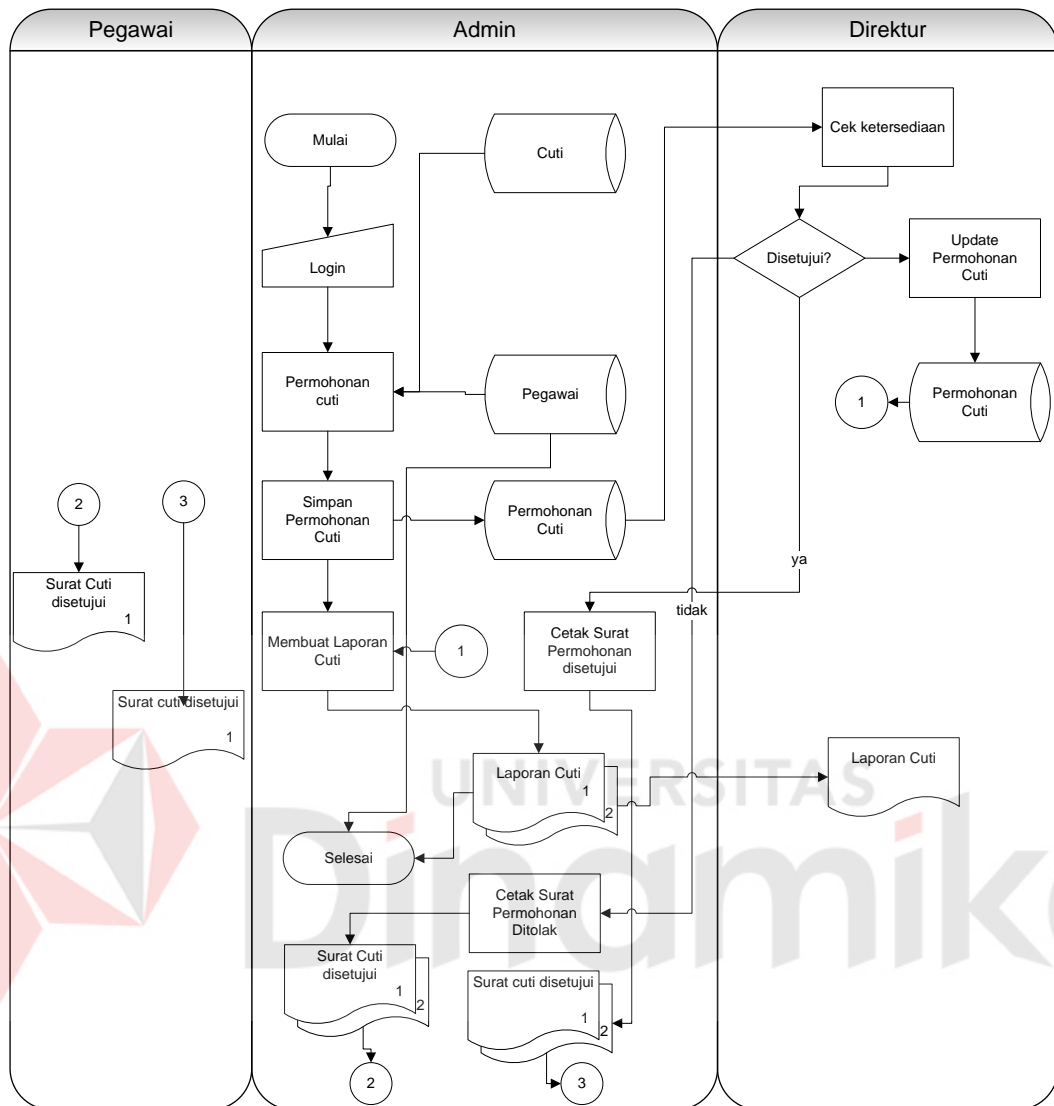 Pegawai
Admin
Direktur
Mulai
Cuti
Cek ketersediaan
Login
Disetujui?
Update
Permohonan
Cuti
Permohonan
cuti
Pegawai
1
Permohonan
Cuti
2
3
Simpan
Permohonan
Cuti
Permohonan
Cuti
ya
Surat Cuti
disetujui
1
tidak
Membuat Laporan
Cuti
1
Cetak Surat
Permohonan
disetujui
Surat cuti disetujui
1
Laporan Cuti
1
2
Laporan Cuti
UNIVERSITAS
Dinamika
Selesai
Cetak Surat
Permohonan
Ditolak
Surat Cuti
disetujui
1
2
Surat cuti disetujui
1
2
2
3